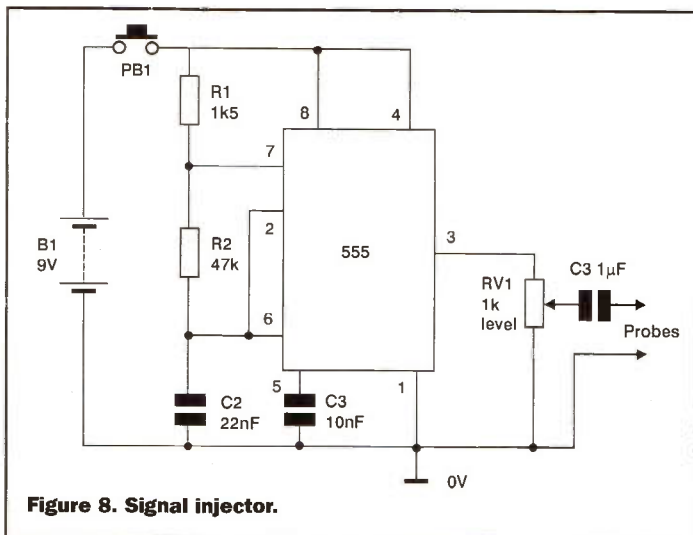 PB1
R1
1k5
8
4
7
B1
9V
R2
47k
2
555
3
C3 1µF
RV1
1k
level
Probes
6
C2
22nF
5
C3
10nF
1
0V
Figure 8. Signal injector.